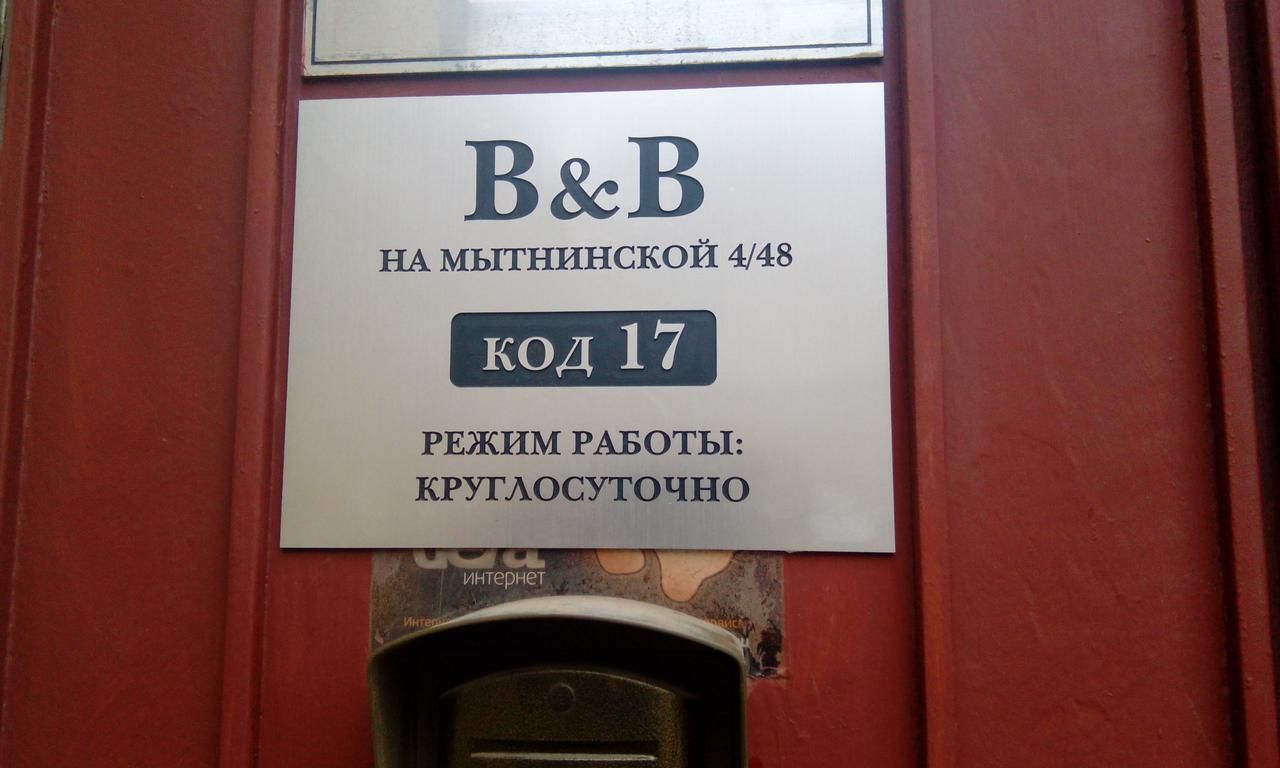 B&B
НА МЫТНИНСКОЙ 4/48
КОД 17
РЕЖИМ РАБОТЫ:
КРУГЛОСУТОЧНО
интернет